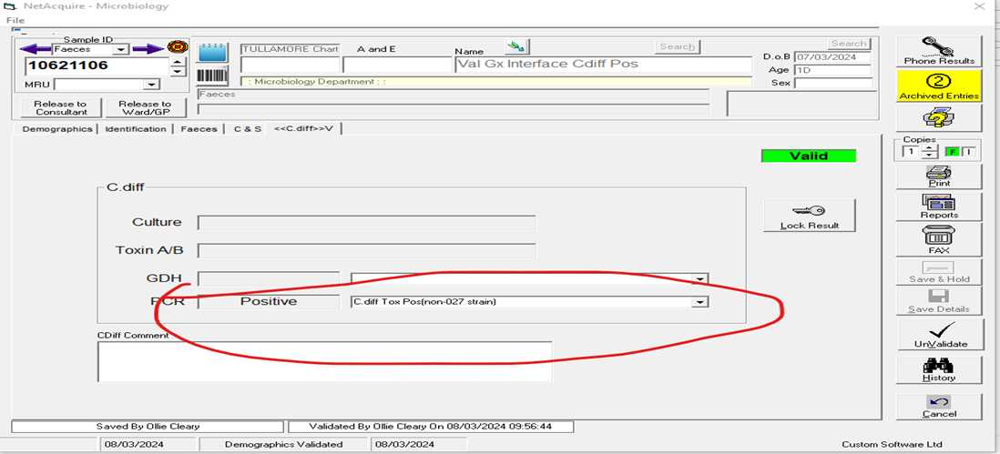 NetAcquire - Microbiology
File
Sample ID
Faeces
10621106
MRU
TULLAMORE Chart
A and E
Name
Search
Val Gx Interface Cdiff Pos
: Microbiology Department : :
Faeces
Search
D.o.B 07/03/2024
Age 1D
Sex
Release to Consultant
Release to Ward/GP
Demographics
Identification
Faeces
C & S
<<C.diff>>V
Valid
C.diff
Culture
Toxin A/B
GDH
PCR Positive C.diff Tox Pos(non-027 strain)
CDiff Comment
Lock Result
Phone Results
2
Archived Entries
Copies
1 F I
Print
Reports
FAX
Save & Hold
Save Details
UnValidate
History
Cancel
Saved By Ollie Cleary
Validated By Ollie Cleary On 08/03/2024 09:56:44
08/03/2024
Demographics Validated
08/03/2024
Custom Software Ltd